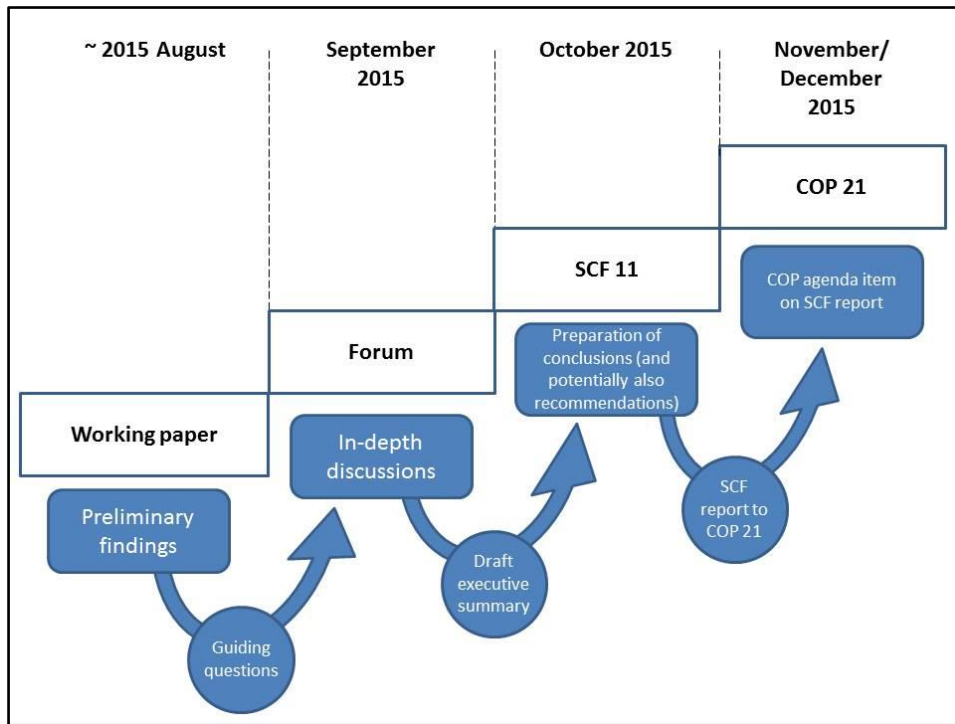 ~ 2015 August
September
2015
October 2015
November/
December
2015
COP 21
SCF 11
Forum
Working paper
COP agenda item
on SCF report
Preparation of
conclusions (and
potentially also
recommendations)
In-depth
discussions
Preliminary
findings
SCF
report to
COP 21
Draft
executive
summary
Guiding
questions